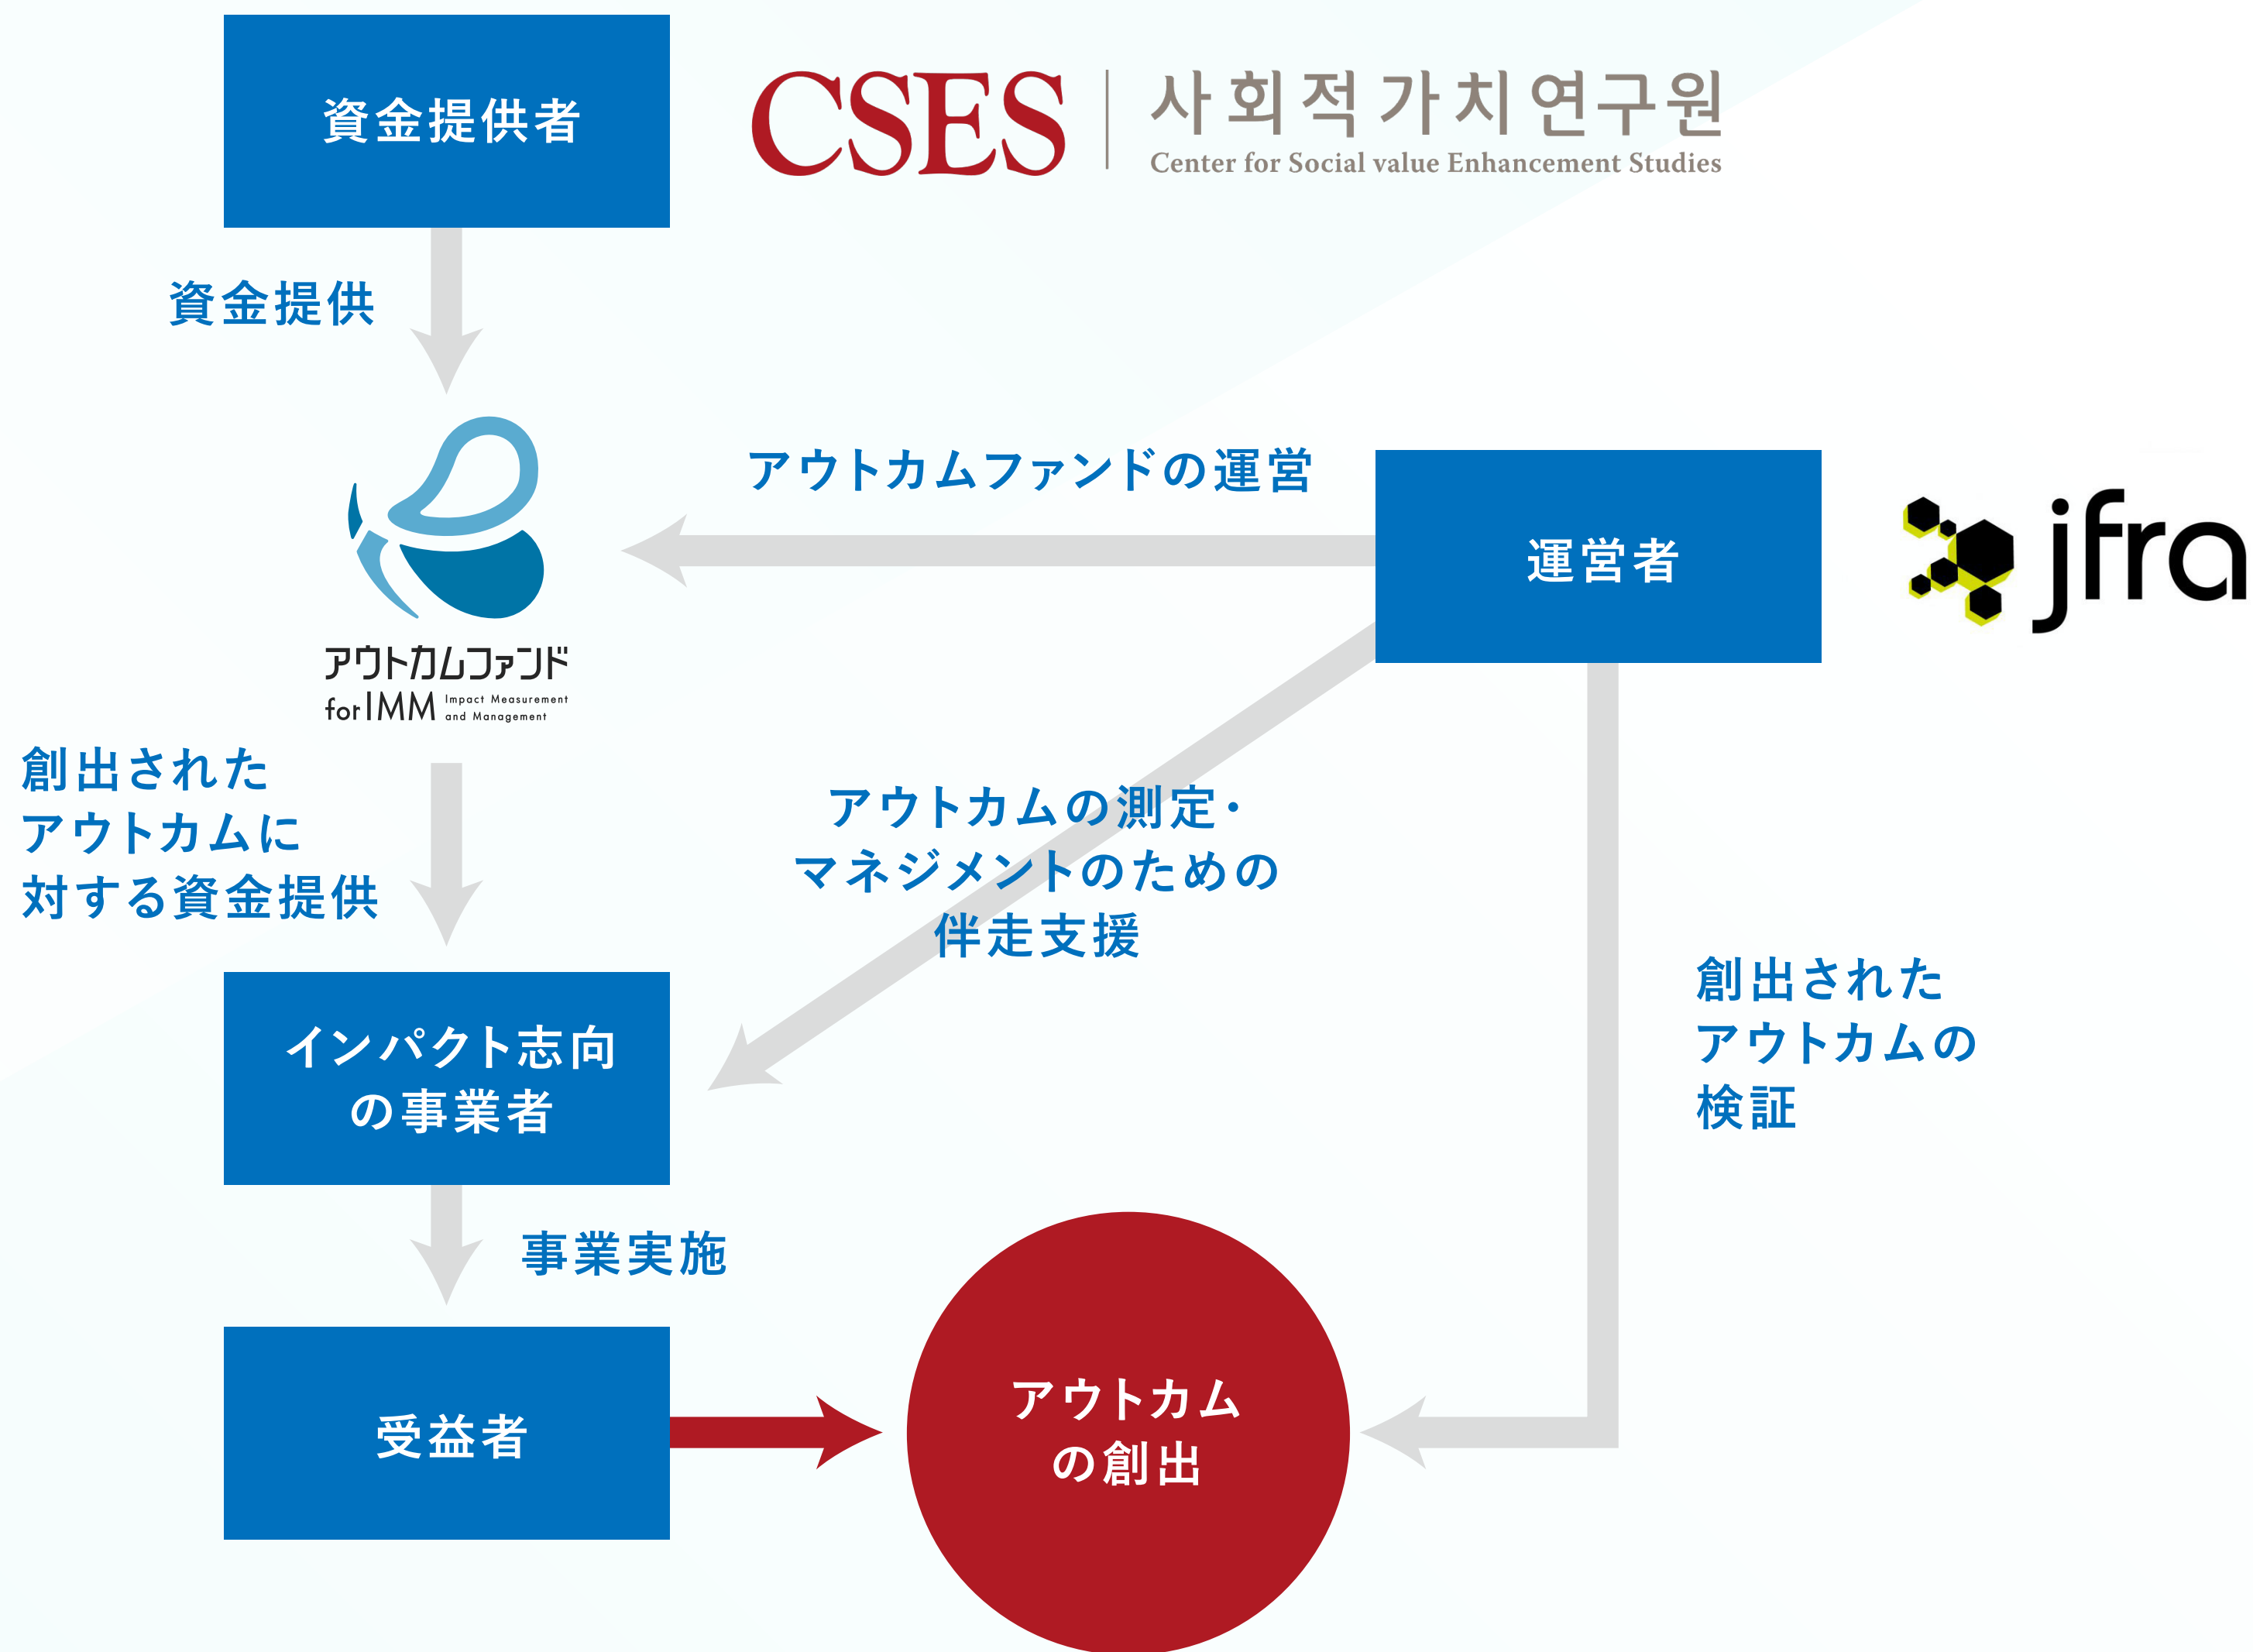 資金提供者
CSES
사회적가치연구원
Center for Social value Enhancement Studies
資金提供
アウトカムファンド
for IMM
Impact Measurement
and Management
アウトカムファンドの運営
運営者
jfra
創出された
アウトカムに
対する資金提供
アウトカムの測定・
マネジメントのための
伴走支援
創出された
アウトカムの
検証
インパクト志向
の事業者
事業実施
受益者
アウトカム
の創出